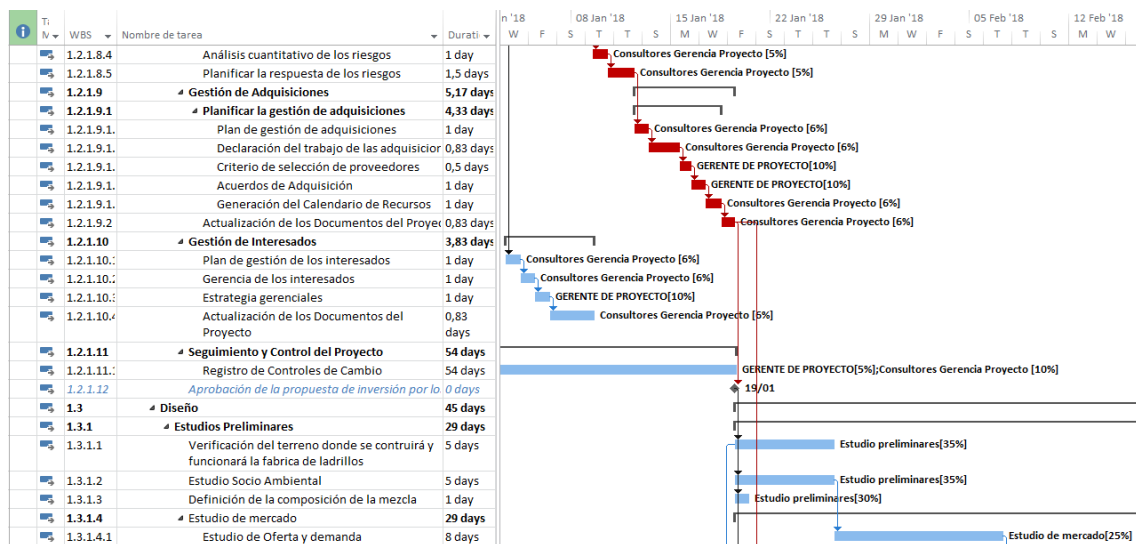 n '18 08 Jan '18 15 Jan '18 22 Jan '18 29 Jan '18 05 Feb '18 12 Feb '18
M WBS Nombre de tarea Durati W F S T T S M W F S T T S M W F S T T S M W
1.2.1.8.4 Análisis cuantitativo de los riesgos 1 day Consultores Gerencia Proyecto [5%]
1.2.1.8.5 Planificar la respuesta de los riesgos 1,5 days Consultores Gerencia Proyecto [5%]
1.2.1.9 Gestión de Adquisiciones 5,17 days
1.2.1.9.1 Planificar la gestión de adquisiciones 4,33 days
1.2.1.9.1. Plan de gestión de adquisiciones 1 day Consultores Gerencia Proyecto [6%]
1.2.1.9.1. Declaración del trabajo de las adquisicior 0,83 days Consultores Gerencia Proyecto [6%]
1.2.1.9.1. Criterio de selección de proveedores 0,5 days GERENTE DE PROYECTO[10%]
1.2.1.9.1. Acuerdos de Adquisición 1 day GERENTE DE PROYECTO[10%]
1.2.1.9.1. Generación del Calendario de Recursos 1 day Consultores Gerencia Proyecto [6%]
1.2.1.9.2 Actualización de los Documentos del Proyec 0,83 days Consultores Gerencia Proyecto [6%]
1.2.1.10 Gestión de Interesados 3,83 days
1.2.1.10.1 Plan de gestión de los interesados 1 day Consultores Gerencia Proyecto [6%]
1.2.1.10.2 Gerencia de los interesados 1 day Consultores Gerencia Proyecto [6%]
1.2.1.10.3 Estrategia gerenciales 1 day GERENTE DE PROYECTO[10%]
1.2.1.10.4 Actualización de los Documentos del 0,83 Consultores Gerencia Proyecto [6%]
Proyecto days
1.2.1.11 Seguimiento y Control del Proyecto 54 days
1.2.1.11.1 Registro de Controles de Cambio 54 days GERENTE DE PROYECTO[5%];Consultores Gerencia Proyecto [10%]
1.2.1.12 Aprobación de la propuesta de inversión por lo 0 days 19/01
1.3 Diseño 45 days
1.3.1 Estudios Preliminares 29 days
1.3.1.1 Verificación del terreno donde se contruirá y 5 days Estudio preliminares[35%]
funcionará la fabrica de ladrillos
1.3.1.2 Estudio Socio Ambiental 5 days Estudio preliminares[35%]
1.3.1.3 Definición de la composición de la mezcla 1 day Estudio preliminares[30%]
1.3.1.4 Estudio de mercado 29 days
1.3.1.4.1 Estudio de Oferta y demanda 8 days Estudio de mercado[25%]